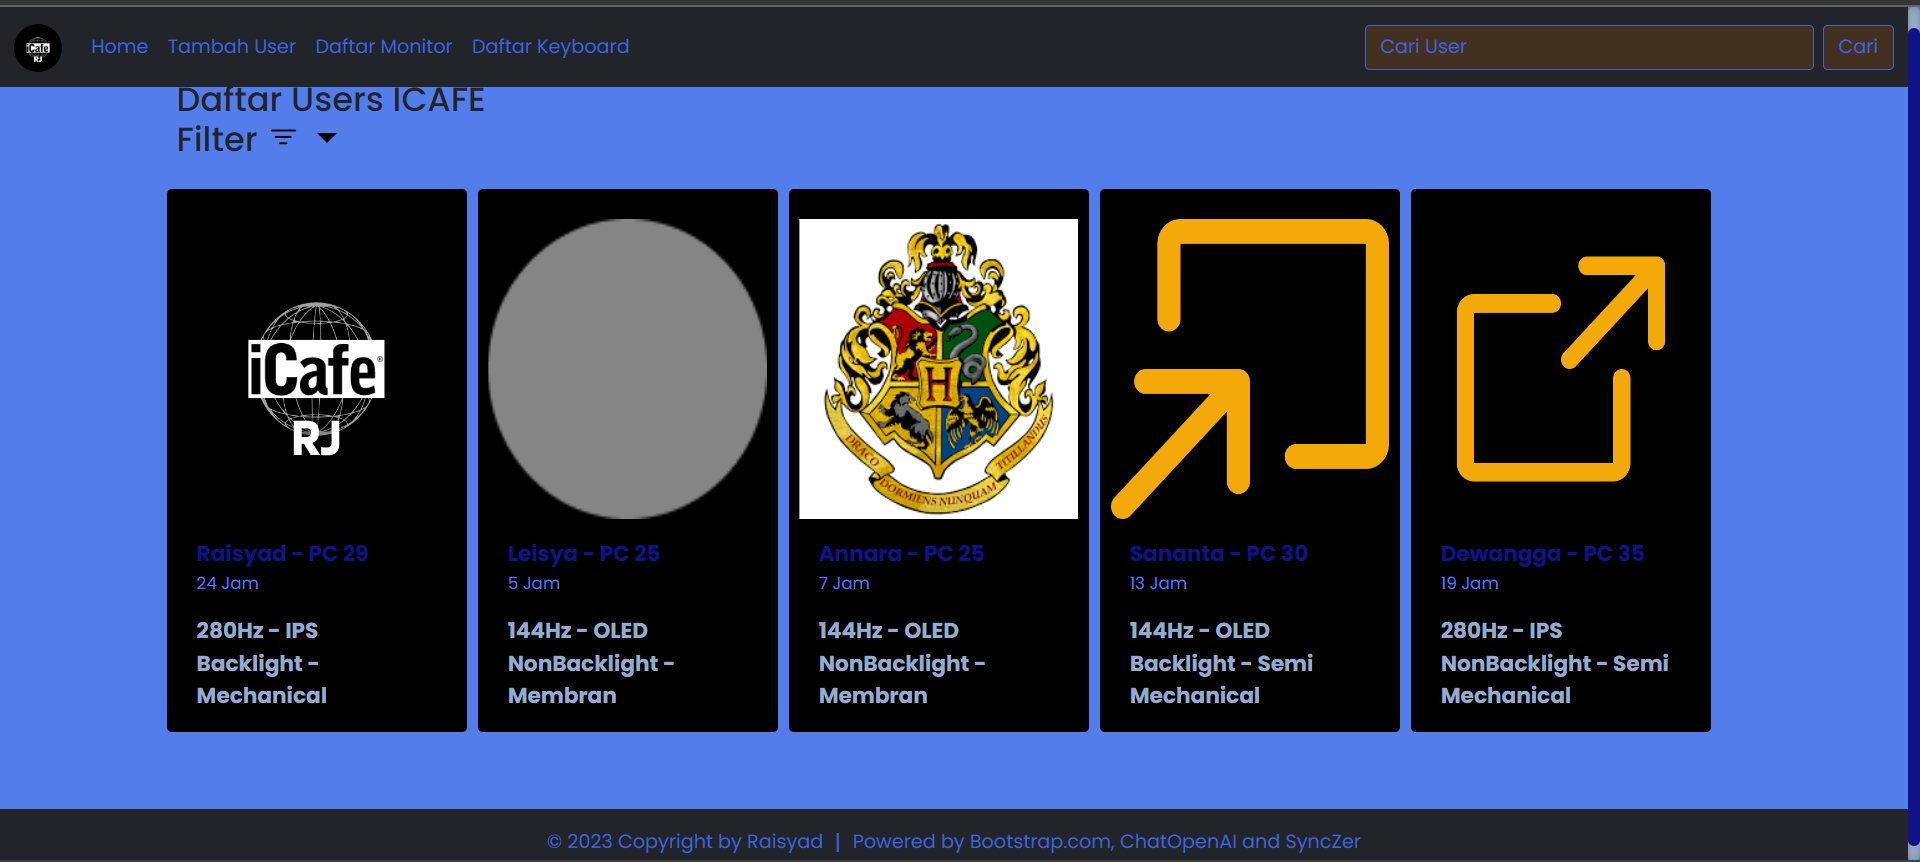 iCafe
RJ
Home Tambah User Daftar Monitor Daftar Keyboard Cari User Cari
Daftar Users ICAFE
Filter
iCafe®
RJ
H
DRACO DORMIENS NUNQUAM TITILLANDUS
Raisyad - PC 29
24 Jam
280Hz - IPS
Backlight -
Mechanical
Leisya - PC 25
5 Jam
144Hz - OLED
NonBacklight -
Membran
Annara - PC 25
7 Jam
144Hz - OLED
NonBacklight -
Membran
Sananta - PC 30
13 Jam
144Hz - OLED
Backlight - Semi
Mechanical
Dewangga - PC 35
19 Jam
280Hz - IPS
NonBacklight - Semi
Mechanical
© 2023 Copyright by Raisyad | Powered by Bootstrap.com, ChatOpenAI and SyncZer